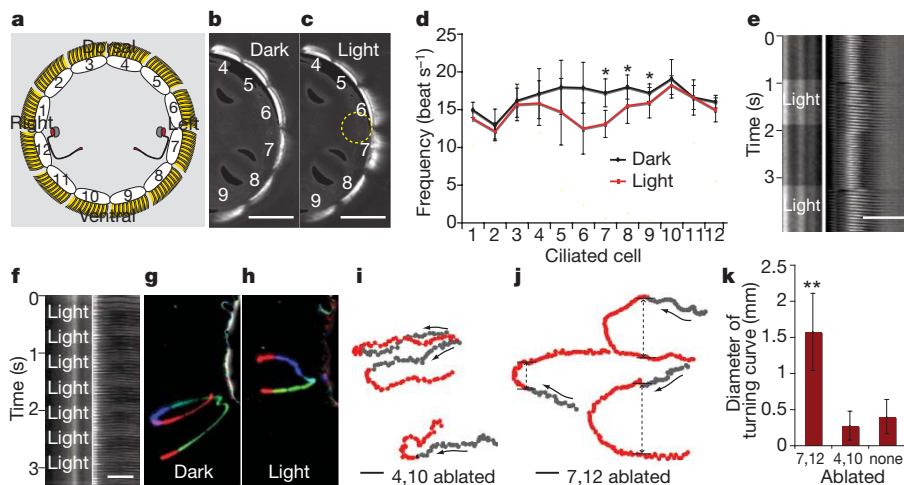 a
Dorsal
3 4
2 5
1 6
Right Left
12 7
11 8
10 9
Ventral
b
Dark
4
5
6
7
8
9
c
Light
4
5
6
7
8
9
d
Frequency (beat s⁻¹)
25
20
15
10
5
0
* * *
Dark
Light
1 2 3 4 5 6 7 8 9 10 11 12
Ciliated cell
e
Time (s)
0
1
2
3
Light
Light
f
Time (s)
0
1
2
3
Light
Light
Light
Light
Light
Light
Light
g
Dark
h
Light
i
4,10 ablated
j
7,12 ablated
k
Diameter of
turning curve (mm)
2.5
2
1.5
1
0.5
0
**
7,12 4,10 none
Ablated